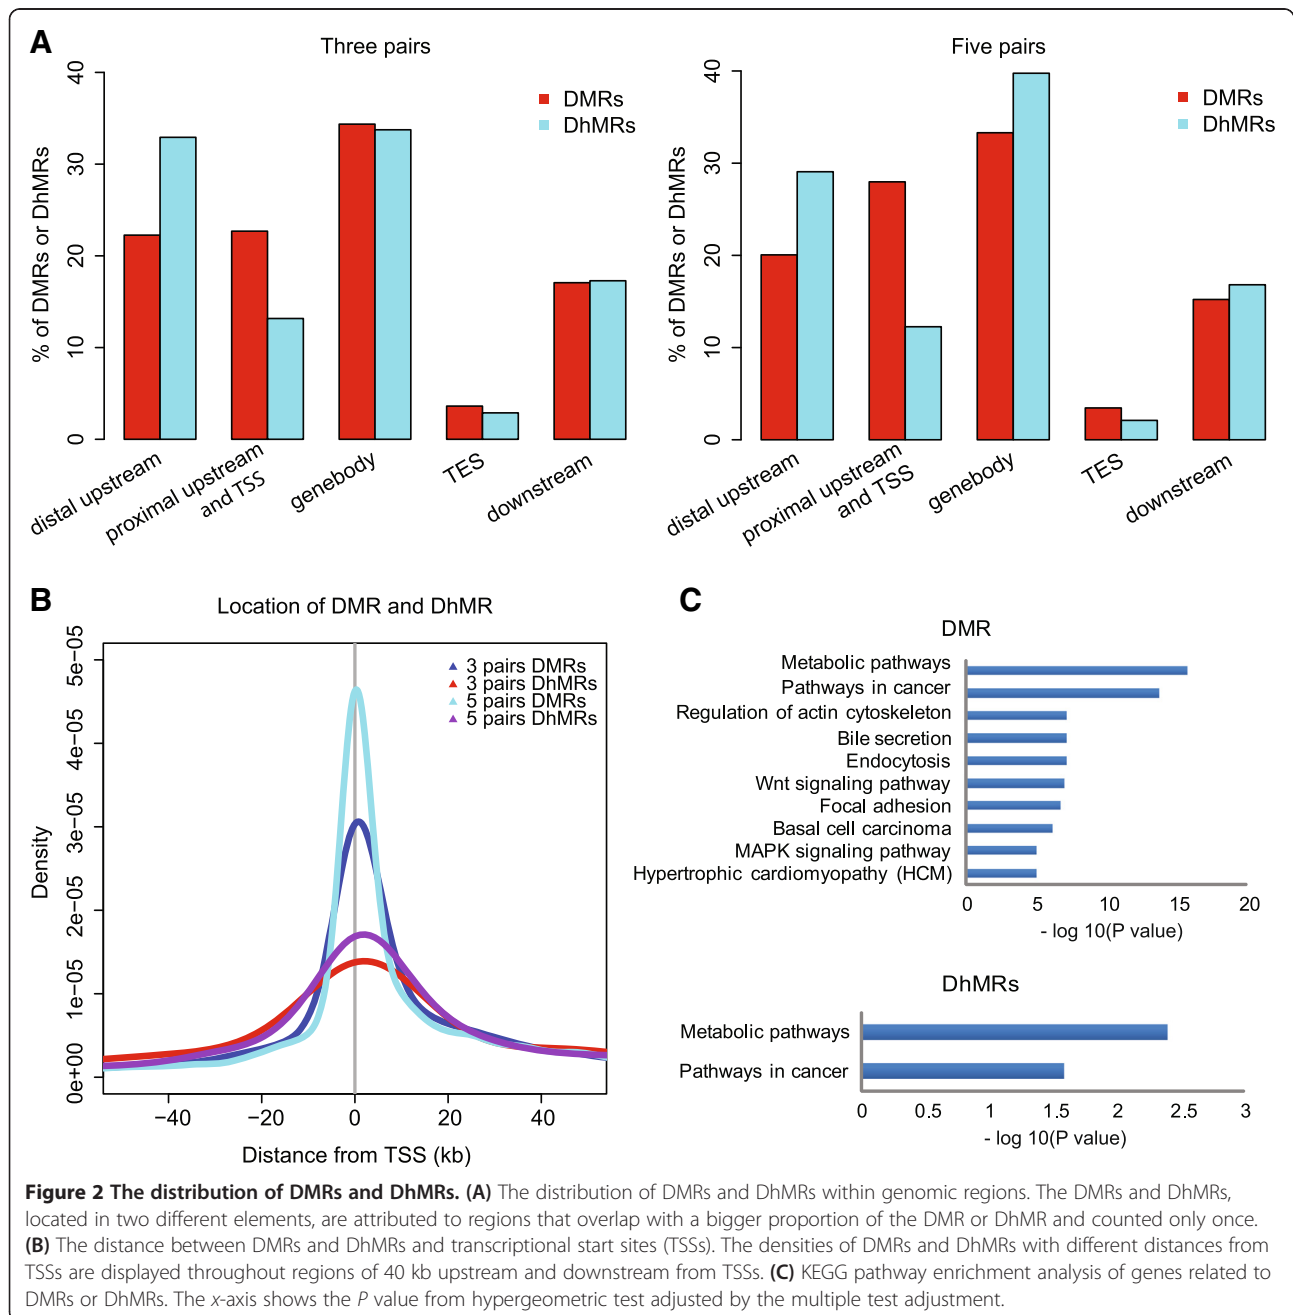 A
Three pairs
% of DMRs or DhMRs
0
10
20
30
40
DMRs
DhMRs
distal upstream
proximal upstream
and TSS
genebody
TES
downstream
Five pairs
% of DMRs or DhMRs
0
10
20
30
40
DMRs
DhMRs
distal upstream
proximal upstream
and TSS
genebody
TES
downstream
B
Location of DMR and DhMR
Density
0e+00
1e-05
2e-05
3e-05
4e-05
5e-05
3 pairs DMRs
3 pairs DhMRs
5 pairs DMRs
5 pairs DhMRs
−40
−20
0
20
40
Distance from TSS (kb)
C
DMR
Metabolic pathways
Pathways in cancer
Regulation of actin cytoskeleton
Bile secretion
Endocytosis
Wnt signaling pathway
Focal adhesion
Basal cell carcinoma
MAPK signaling pathway
Hypertrophic cardiomyopathy (HCM)
0 5 10 15 20
- log 10(P value)
DhMRs
Metabolic pathways
Pathways in cancer
0 0.5 1 1.5 2 2.5 3
- log 10(P value)
Figure 2 The distribution of DMRs and DhMRs. (A) The distribution of DMRs and DhMRs within genomic regions. The DMRs and DhMRs,
located in two different elements, are attributed to regions that overlap with a bigger proportion of the DMR or DhMR and counted only once.
(B) The distance between DMRs and DhMRs and transcriptional start sites (TSSs). The densities of DMRs and DhMRs with different distances from
TSSs are displayed throughout regions of 40 kb upstream and downstream from TSSs. (C) KEGG pathway enrichment analysis of genes related to
DMRs or DhMRs. The x-axis shows the P value from hypergeometric test adjusted by the multiple test adjustment.